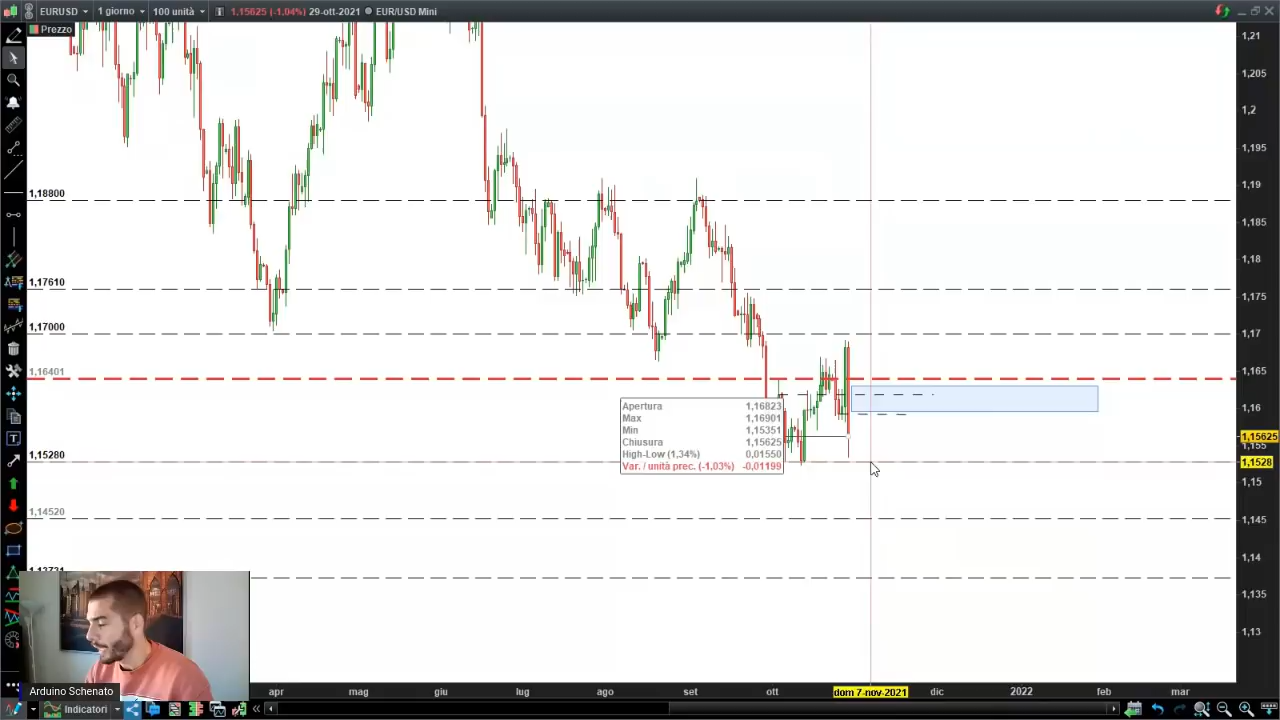 EURUSD 1 giorno 100 unità 1,15625 (-1,04%) 29-ott-2021 EUR/USD Mini
Prezzo
1,21
1,205
1,2
1,195
1,19
1,18800
1,185
1,18
1,17610
1,175
1,17000
1,17
1,16401
1,165
1,16
Apertura 1,16823
Max 1,16901
Min 1,15351
Chiusura 1,15625
High-Low (1,34%) 0,01550
Var. / unità prec. (-1,03%) -0,01199
1,15625
1,155
1,15280
1,1528
1,15
1,14520
1,145
1,14
1,135
1,13
Arduino Schenato
apr mag giu lug ago set ott dom 7-nov-2021 dic 2022 feb mar
Indicatori